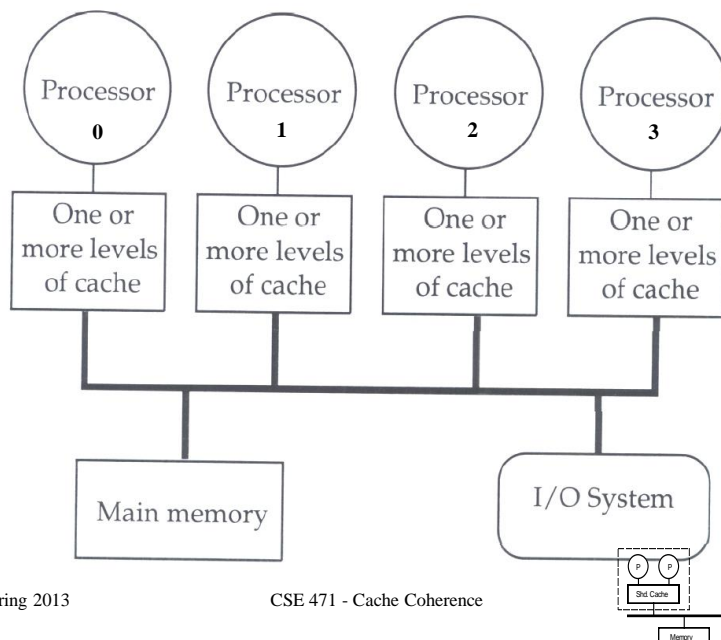 Processor
0
Processor
1
Processor
2
Processor
3
One or
more levels
of cache
One or
more levels
of cache
One or
more levels
of cache
One or
more levels
of cache
Main memory
I/O System
ring 2013
CSE 471 - Cache Coherence
P P
Shd. Cache
Memory